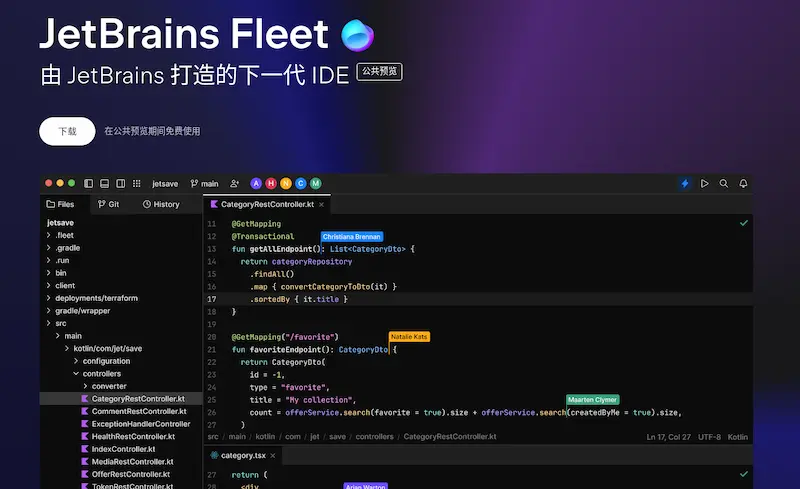 JetBrains Fleet
由 JetBrains 打造的下一代 IDE 公共预览
下载 在公共预览期间免费使用
jetsave main A H N C M
Files Git History
CategoryRestController.kt ×
jetsave
.fleet
.gradle
.run
bin
client
deployments/terraform
gradle/wrapper
src
main
kotlin/com/jet/save
configuration
controllers
converter
CategoryRestController.kt
CommentRestController.kt
ExceptionHandlerController
HealthRestController.kt
IndexController.kt
MediaRestController.kt
OfferRestController.kt
TokenRestController.kt
11 @GetMapping
12 @Transactional
Christiana Brennan
13 fun getAllEndpoint(): List<CategoryDto> {
14 return categoryRepository
15 .findAll()
16 .map { convertCategoryToDto(it) }
17 .sortedBy { it.title }
18 }
19
20 @GetMapping("/favorite")
Natalie Kats
21 fun favoriteEndpoint(): CategoryDto {
22 return CategoryDto(
23 id = -1,
24 type = "favorite",
25 title = "My collection",
Maarten Clymer
26 count = offerService.search(favorite = true).size + offerService.search(createdByMe = true).size,
27 )
src / main / kotlin / com / jet / save / controllers / CategoryRestController.kt Ln 17, Col 27 UTF-8 Kotlin
category.tsx ×
27 return (
Arian Warton
28 <div